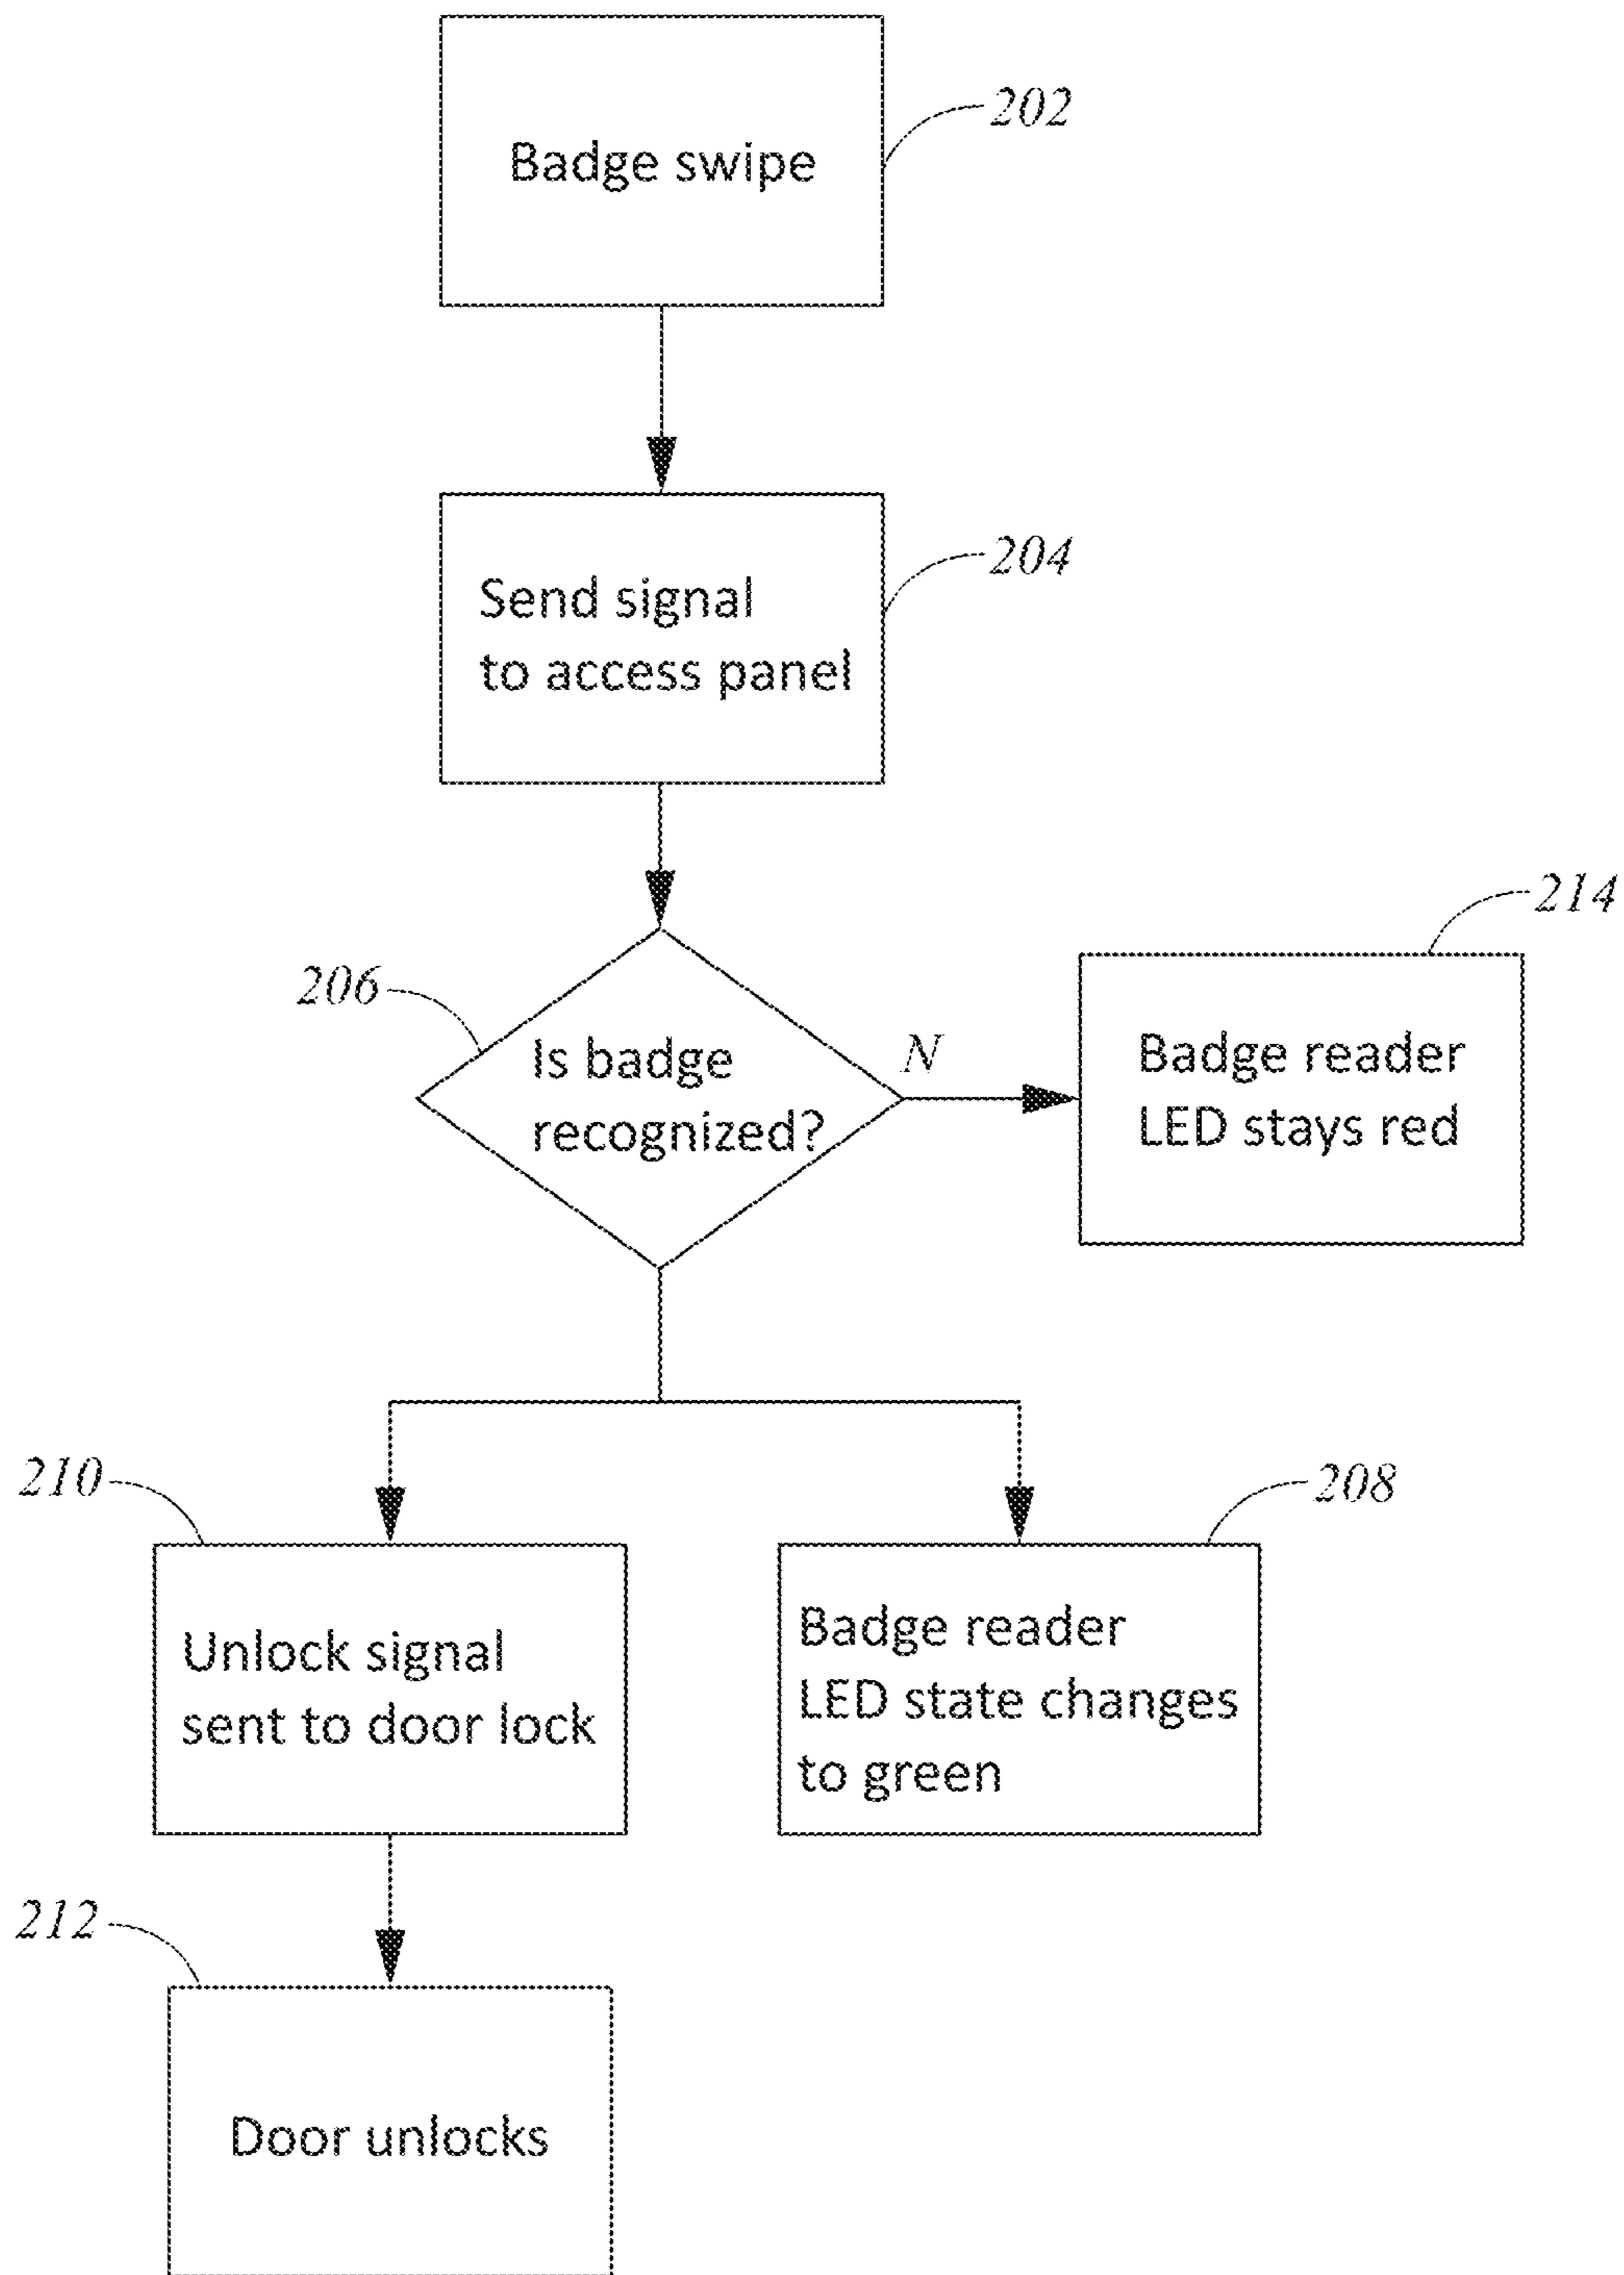 Badge swipe
202
Send signal
to access panel
204
206
Is badge
recognized?
N
214
Badge reader
LED stays red
210
Unlock signal
sent to door lock
208
Badge reader
LED state changes
to green
212
Door unlocks